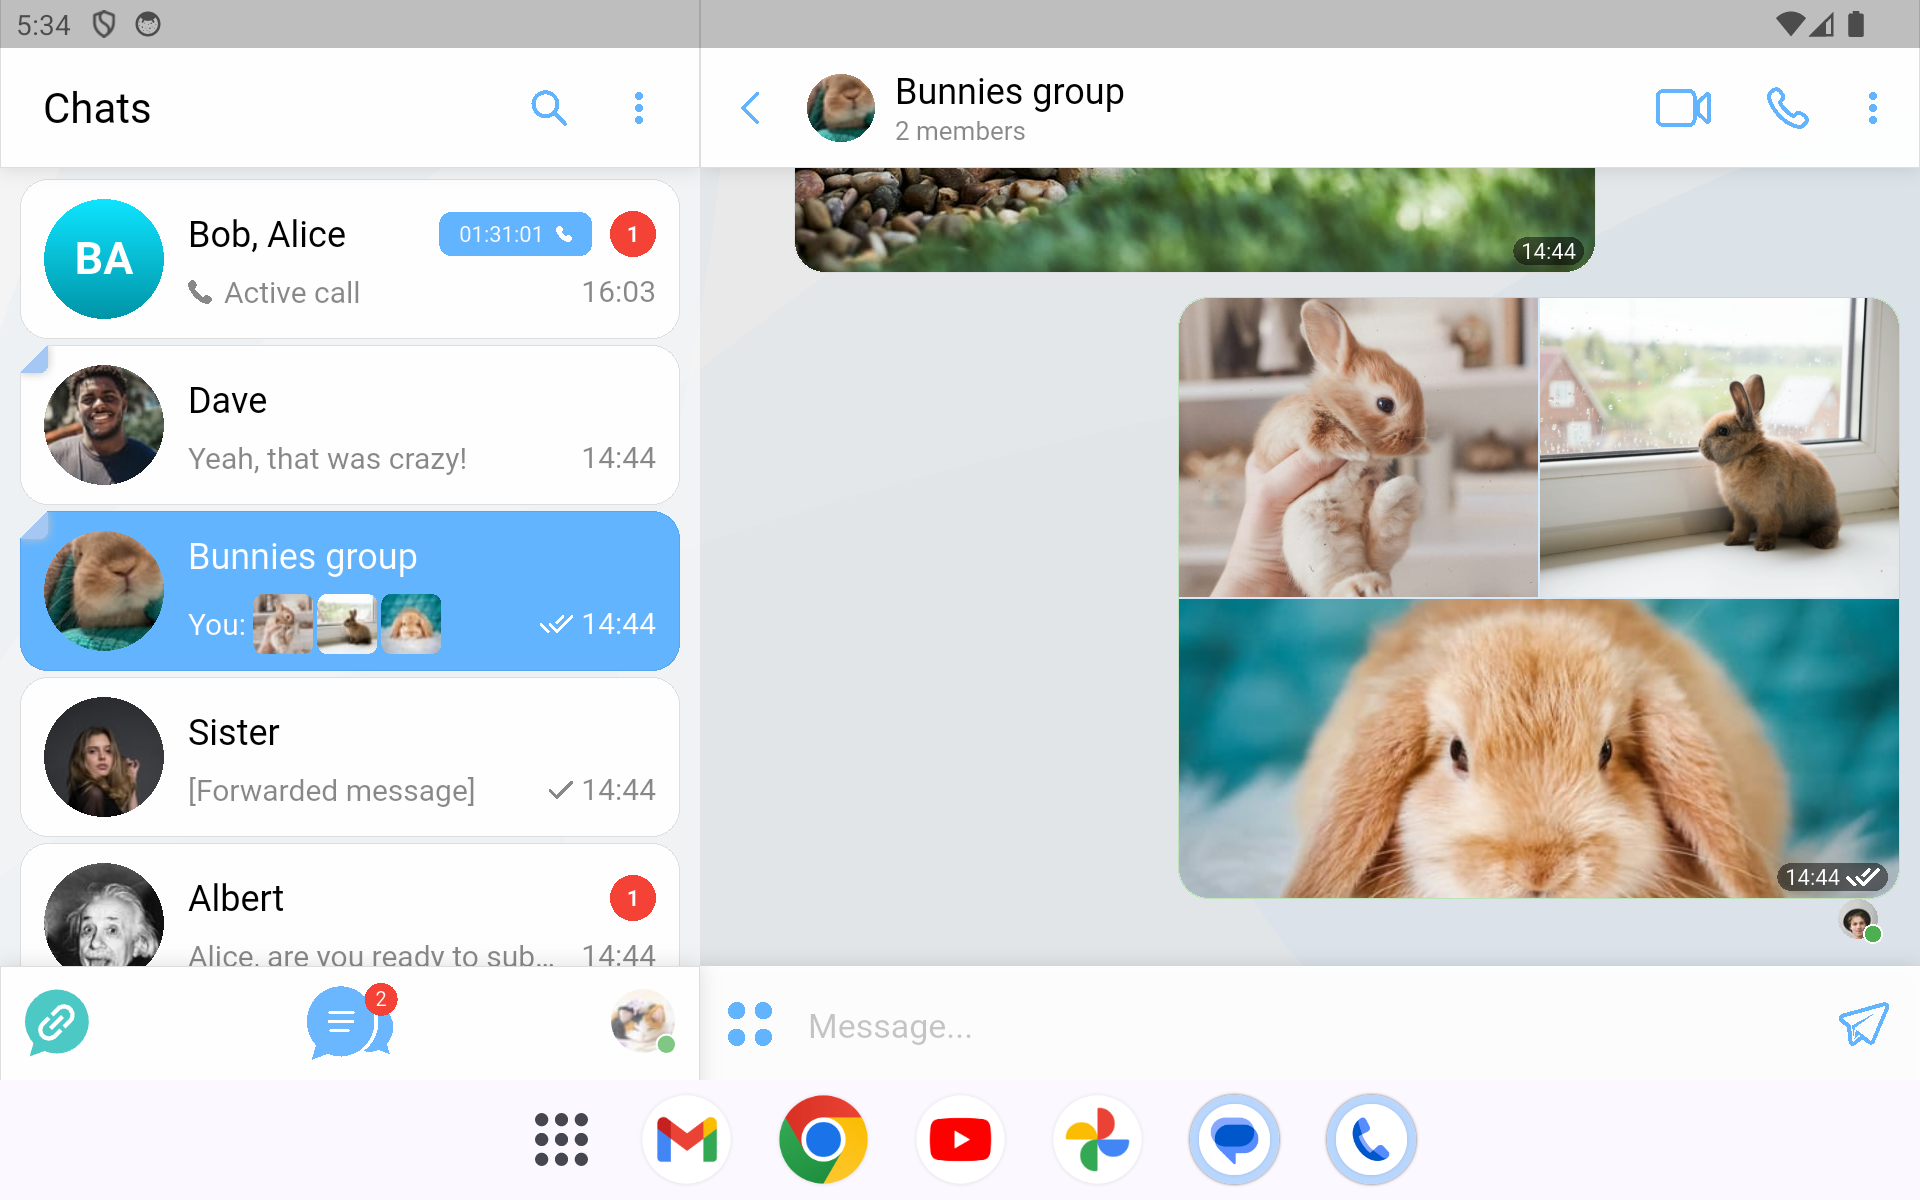 5:34
Chats
BA
Bob, Alice
01:31:01
1
Active call
16:03
Dave
Yeah, that was crazy!
14:44
Bunnies group
You:
14:44
Sister
[Forwarded message]
14:44
Albert
1
Alice, are you ready to sub...
14:44
2
Bunnies group
2 members
14:44
14:44
Message...